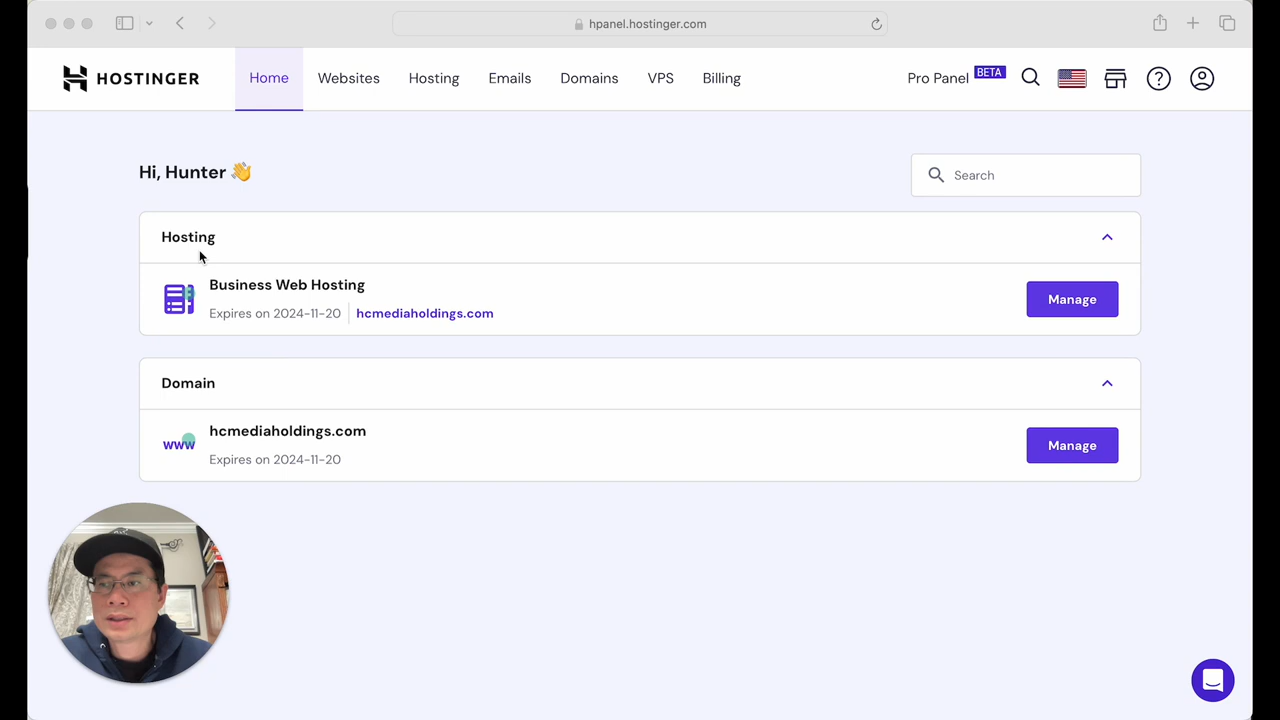 hpanel.hostinger.com
HOSTINGER
Home
Websites
Hosting
Emails
Domains
VPS
Billing
Pro Panel
BETA
Hi, Hunter 👋
Search
Hosting
Business Web Hosting
Expires on 2024-11-20
hcmediaholdings.com
Manage
Domain
www
hcmediaholdings.com
Expires on 2024-11-20
Manage